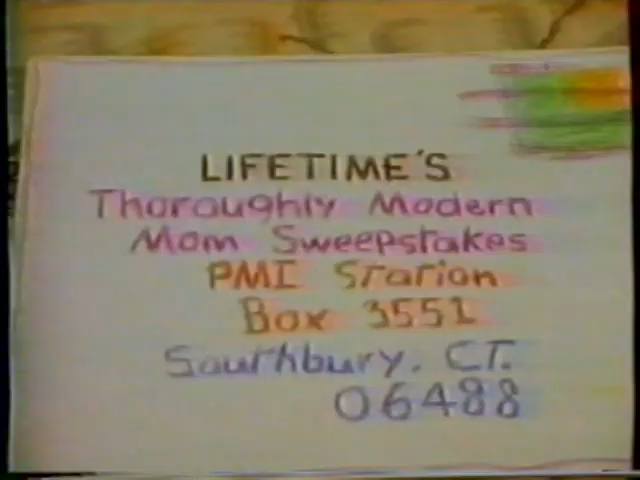 LIFETIME'S
Thoroughly Modern
Mom Sweepstakes
PMI Station
Box 3551
Southbury, CT.
06488